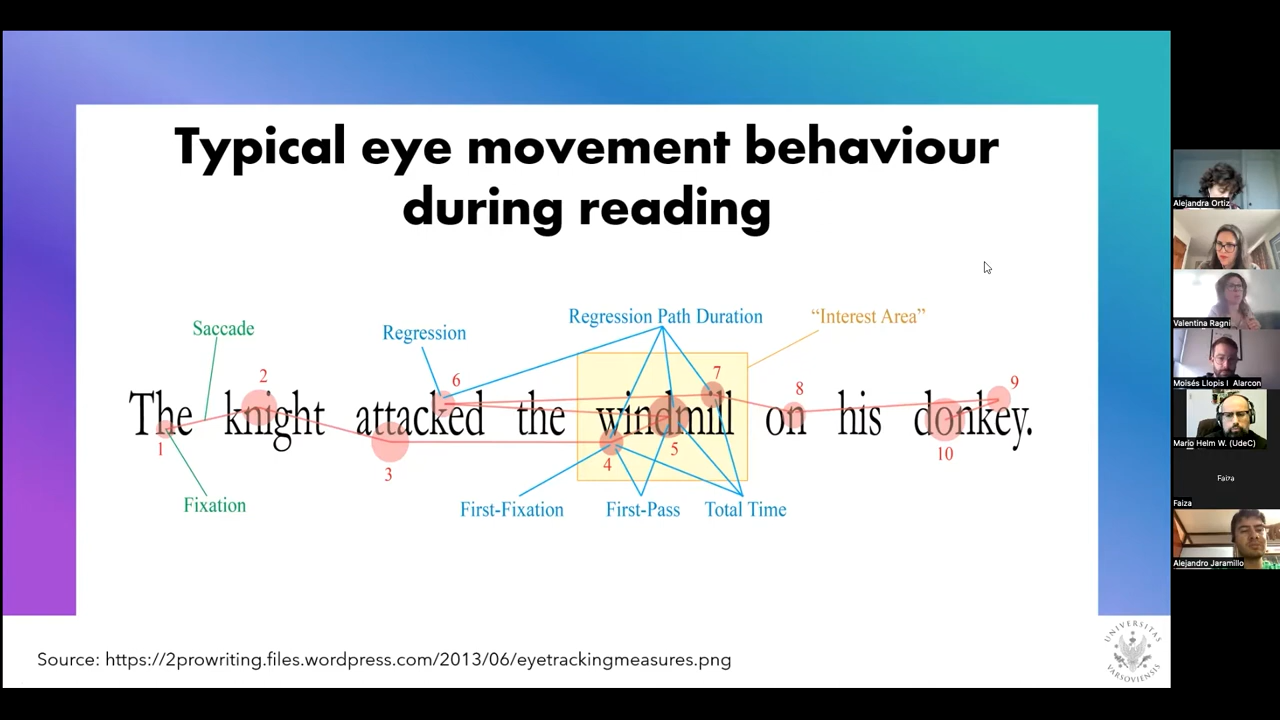 Typical eye movement behaviour
during reading
Regression Path Duration
“Interest Area”
Saccade
Regression
2
6
7
8
9
The knight attacked the windmill on his donkey.
1
3
4
5
10
Fixation
First-Fixation
First-Pass
Total Time
Source: https://2prowriting.files.wordpress.com/2013/06/eyetrackingmeasures.png
UNIVERSITAS
VARSOVIENSIS
Alejandra Ortiz
Valentina Ragni
Moisés Llopis I Alarcon
Mario Helm W. (UdeC)
Faiza
Faiza
Alejandro Jaramillo